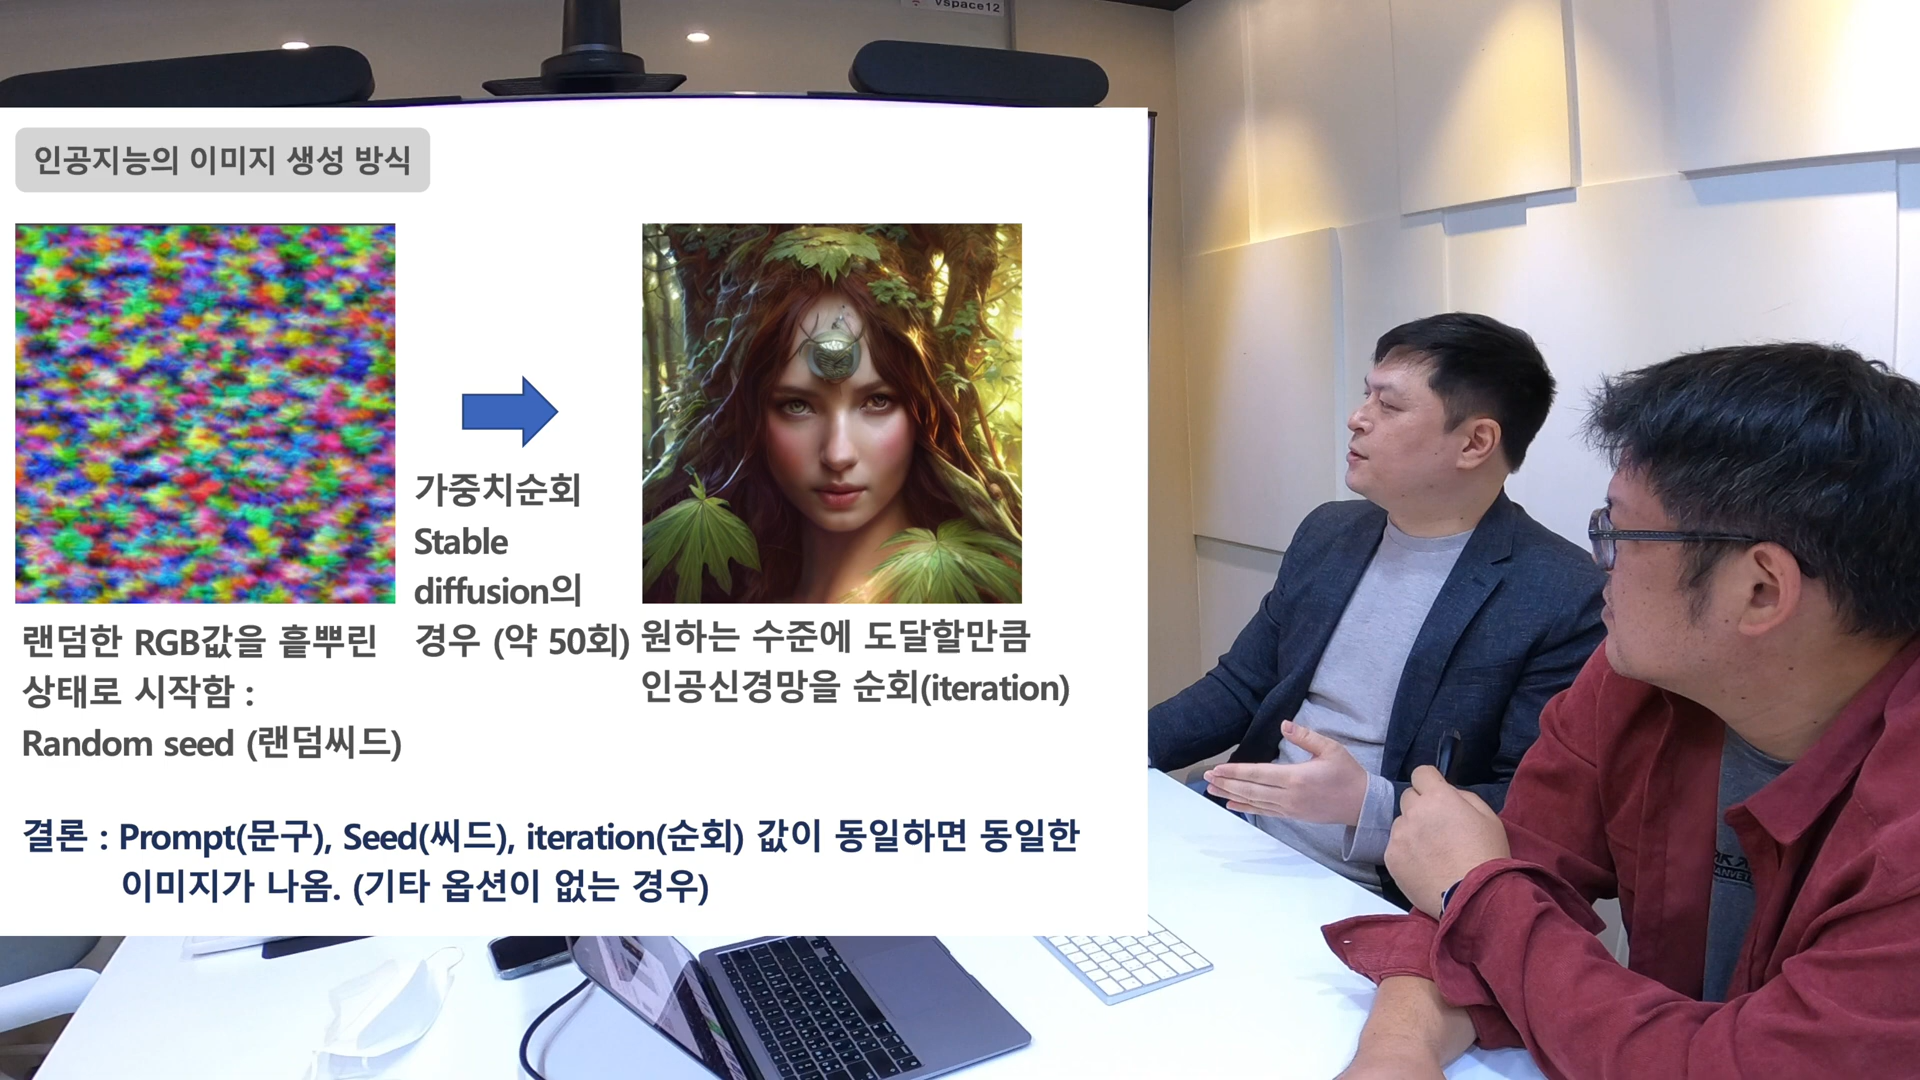 vspace12
인공지능의 이미지 생성 방식
가중치순회
Stable
diffusion의
경우 (약 50회)
랜덤한 RGB값을 흩뿌린
상태로 시작함 :
Random seed (랜덤씨드)
원하는 수준에 도달할만큼
인공신경망을 순회(iteration)
결론 : Prompt(문구), Seed(씨드), iteration(순회) 값이 동일하면 동일한
이미지가 나옴. (기타 옵션이 없는 경우)